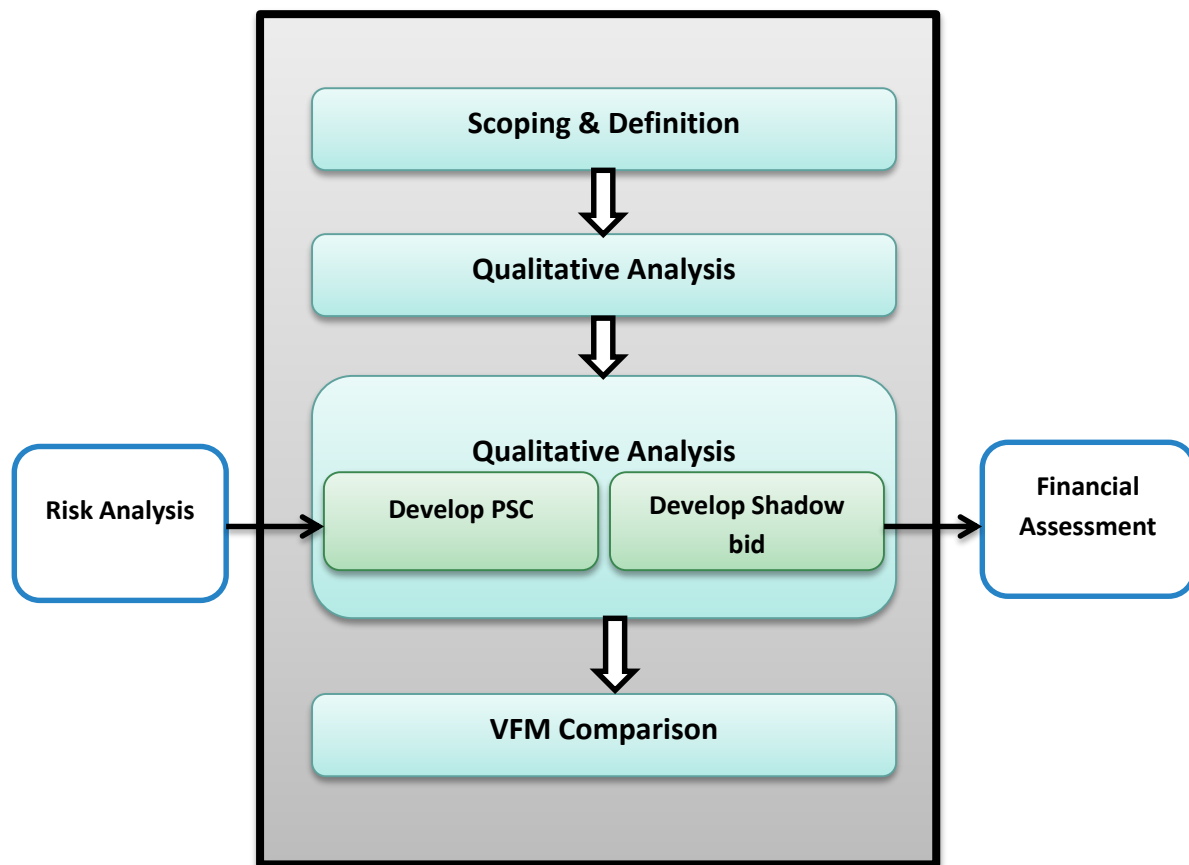 Scoping & Definition
Qualitative Analysis
Qualitative Analysis
Risk Analysis
Develop PSC
Develop Shadow
bid
Financial
Assessment
VFM Comparison